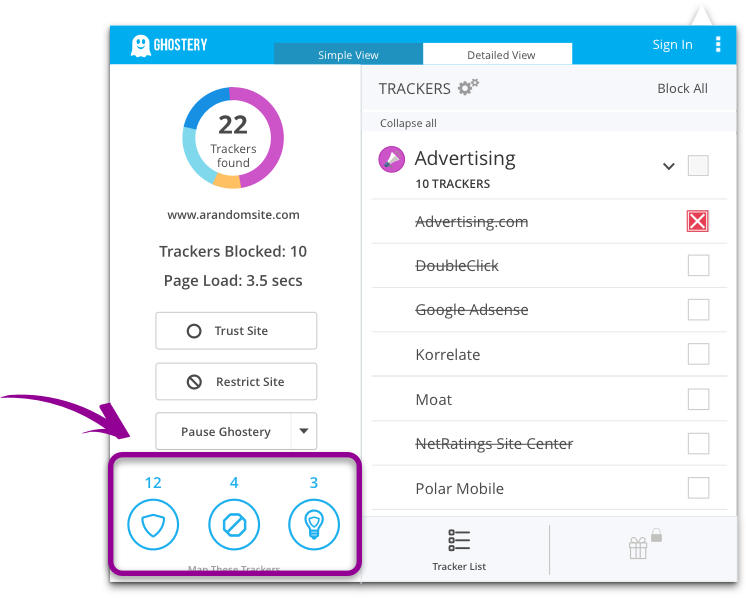 GHOSTERY
Simple View
Detailed View
Sign In
22
Trackers
found
www.arandomsite.com
Trackers Blocked: 10
Page Load: 3.5 secs
Trust Site
Restrict Site
Pause Ghostery
12 4 3
Map These Trackers
TRACKERS
Block All
Collapse all
Advertising
10 TRACKERS
Advertising.com
DoubleClick
Google Adsense
Korrelate
Moat
NetRatings Site Center
Polar Mobile
Tracker List